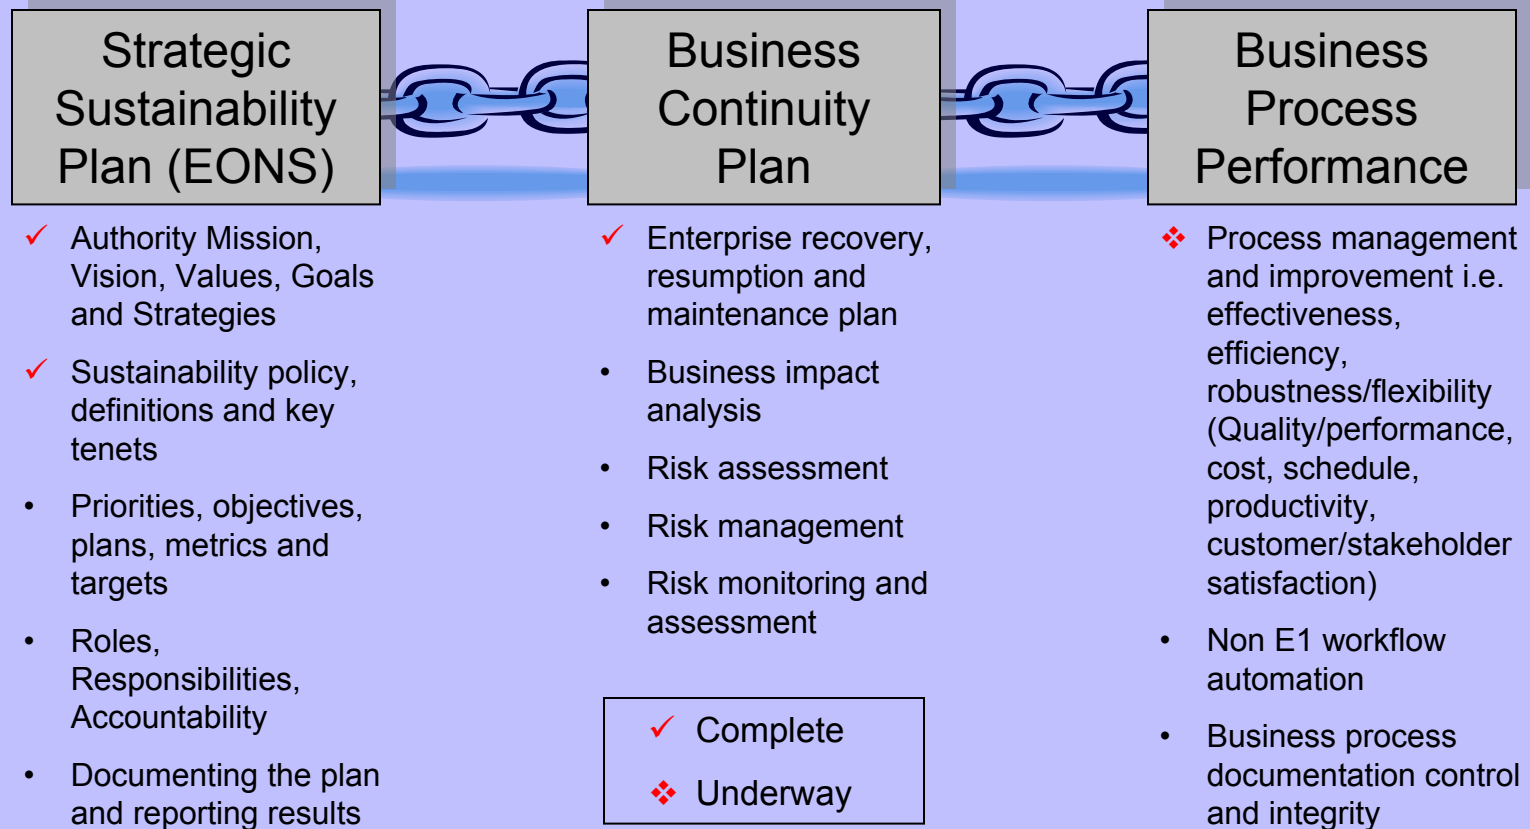 Strategic
Sustainability
Plan (EONS)
✓ Authority Mission,
Vision, Values, Goals
and Strategies
✓ Sustainability policy,
definitions and key
tenets
• Priorities, objectives,
plans, metrics and
targets
• Roles,
Responsibilities,
Accountability
• Documenting the plan
and reporting results
Business
Continuity
Plan
✓ Enterprise recovery,
resumption and
maintenance plan
• Business impact
analysis
• Risk assessment
• Risk management
• Risk monitoring and
assessment
✓ Complete
❖ Underway
Business
Process
Performance
❖ Process management
and improvement i.e.
effectiveness,
efficiency,
robustness/flexibility
(Quality/performance,
cost, schedule,
productivity,
customer/stakeholder
satisfaction)
• Non E1 workflow
automation
• Business process
documentation control
and integrity